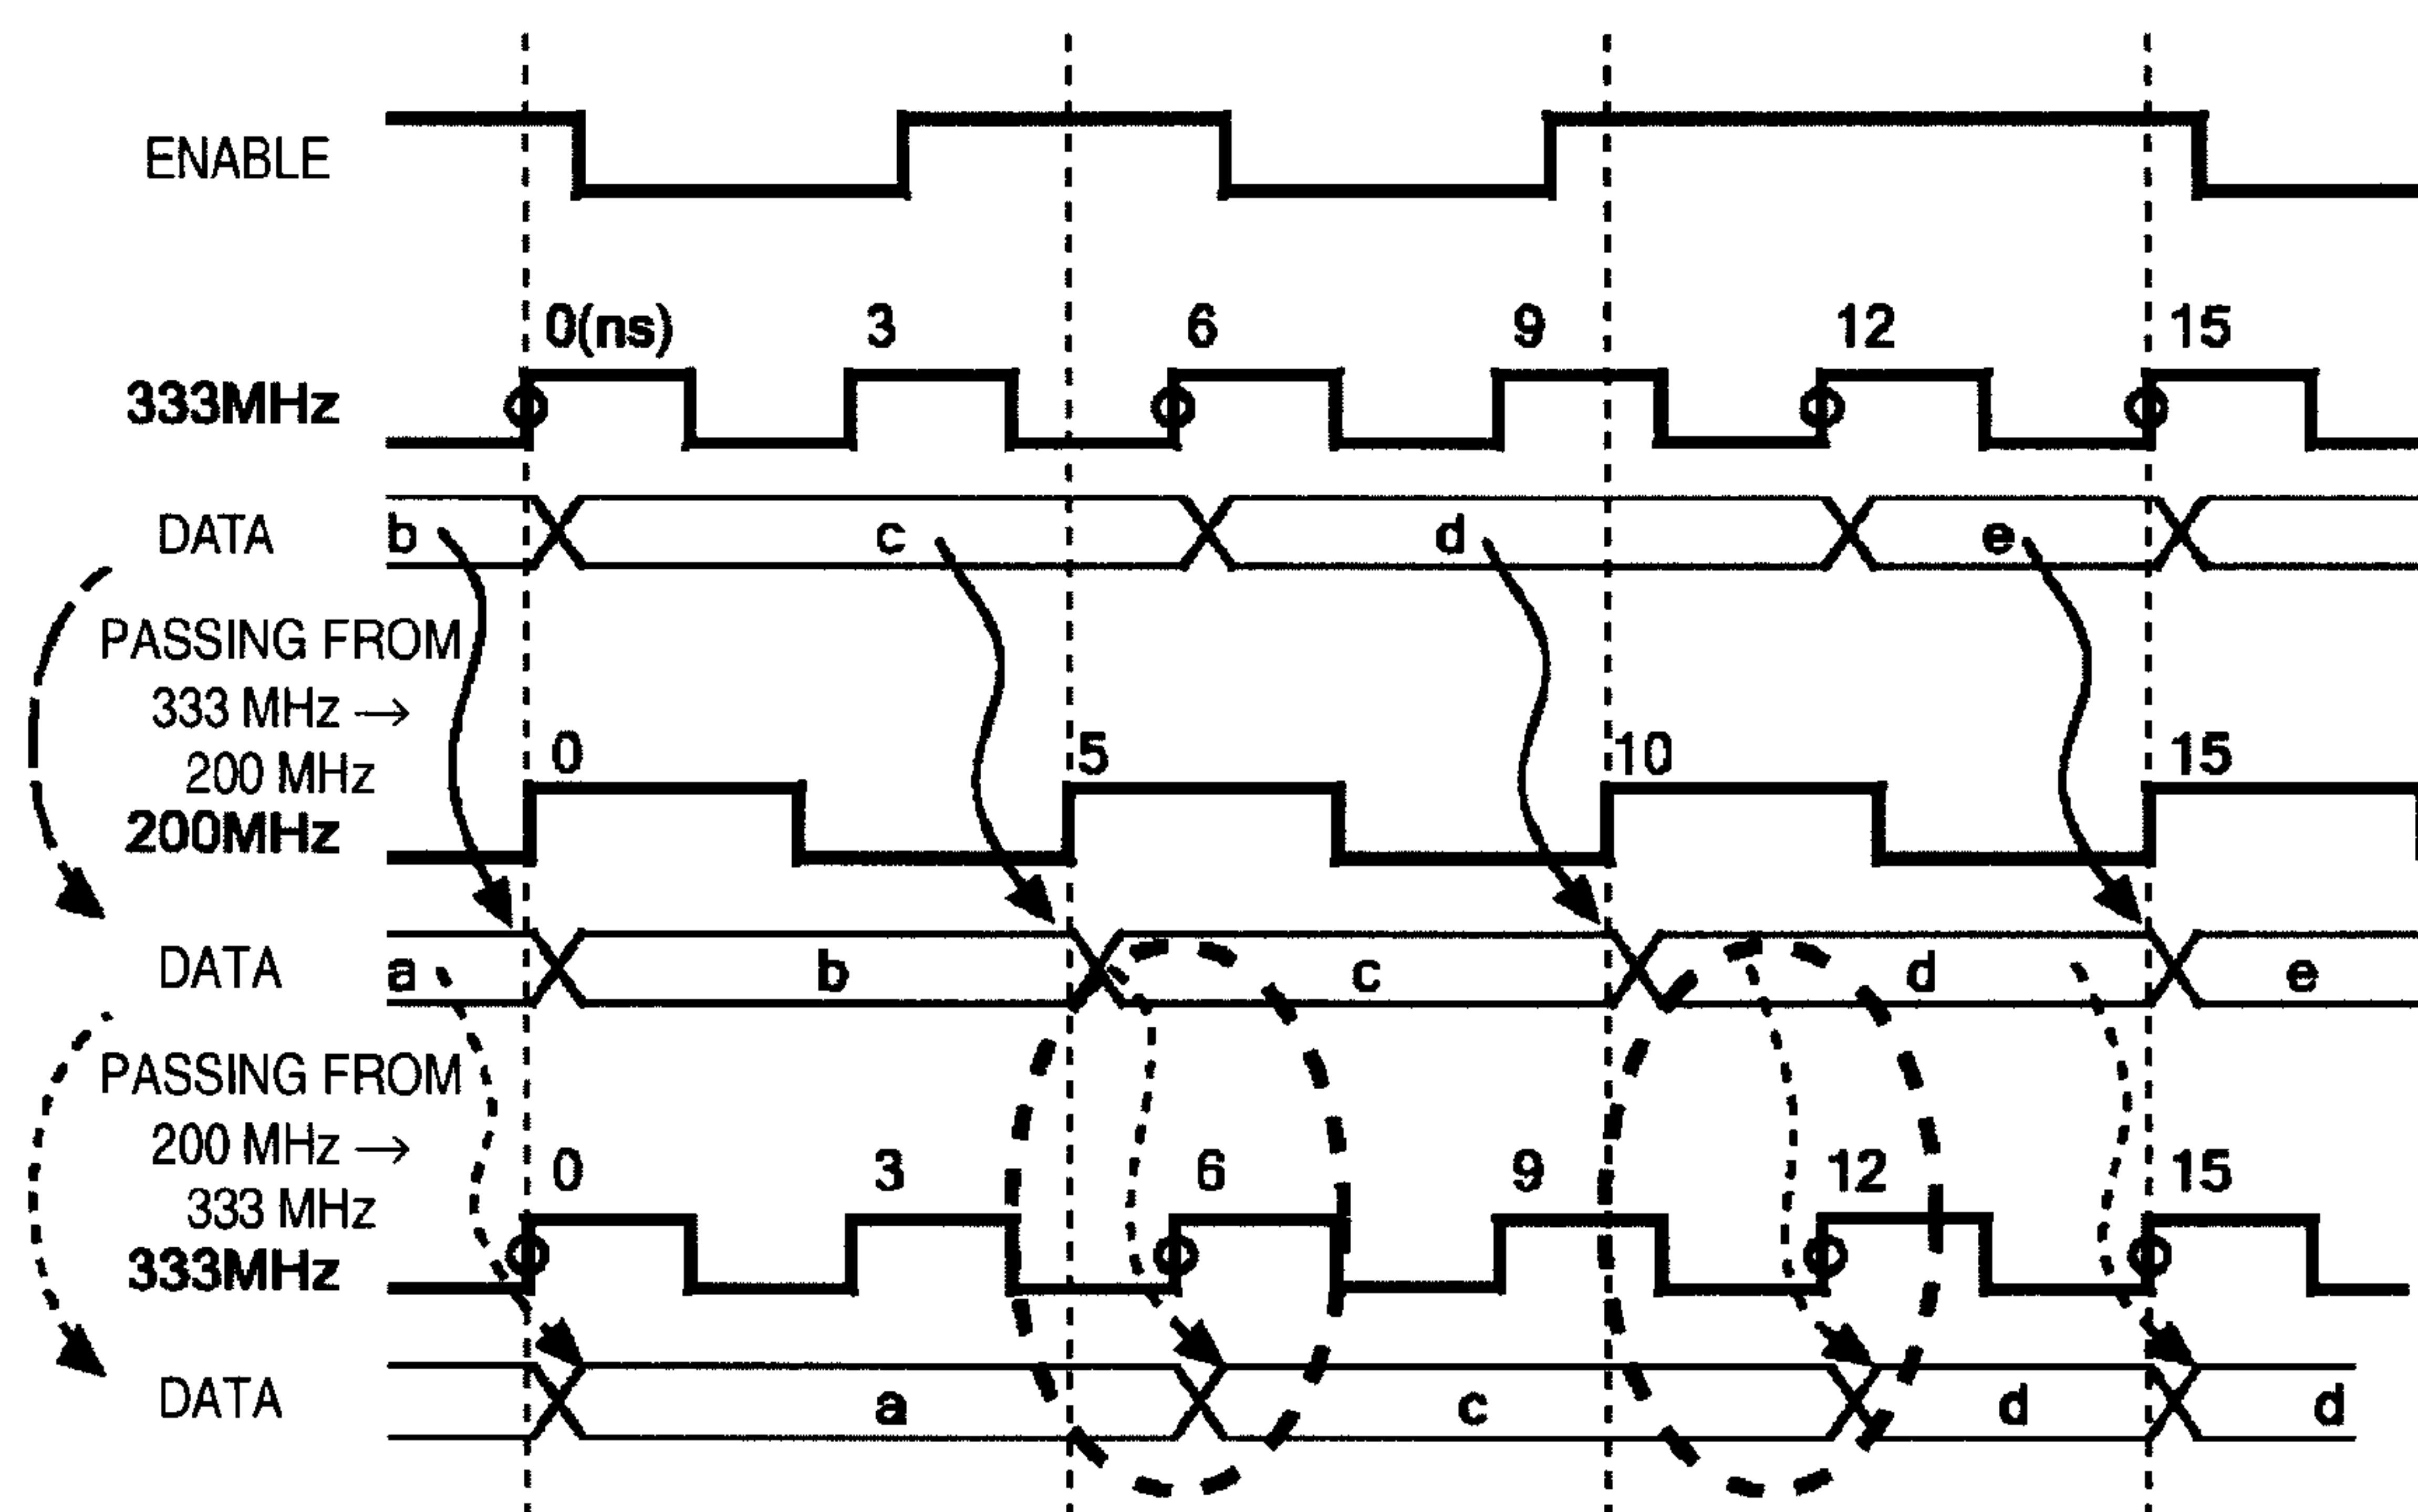 ENABLE
0(ns) 3 6 9 12 15
333MHz
DATA b c d e
PASSING FROM
333 MHz →
200 MHz
0 5 10 15
200MHz
DATA a b c d e
PASSING FROM
200 MHz →
333 MHz
0 3 6 9 12 15
333MHz
DATA a c d d